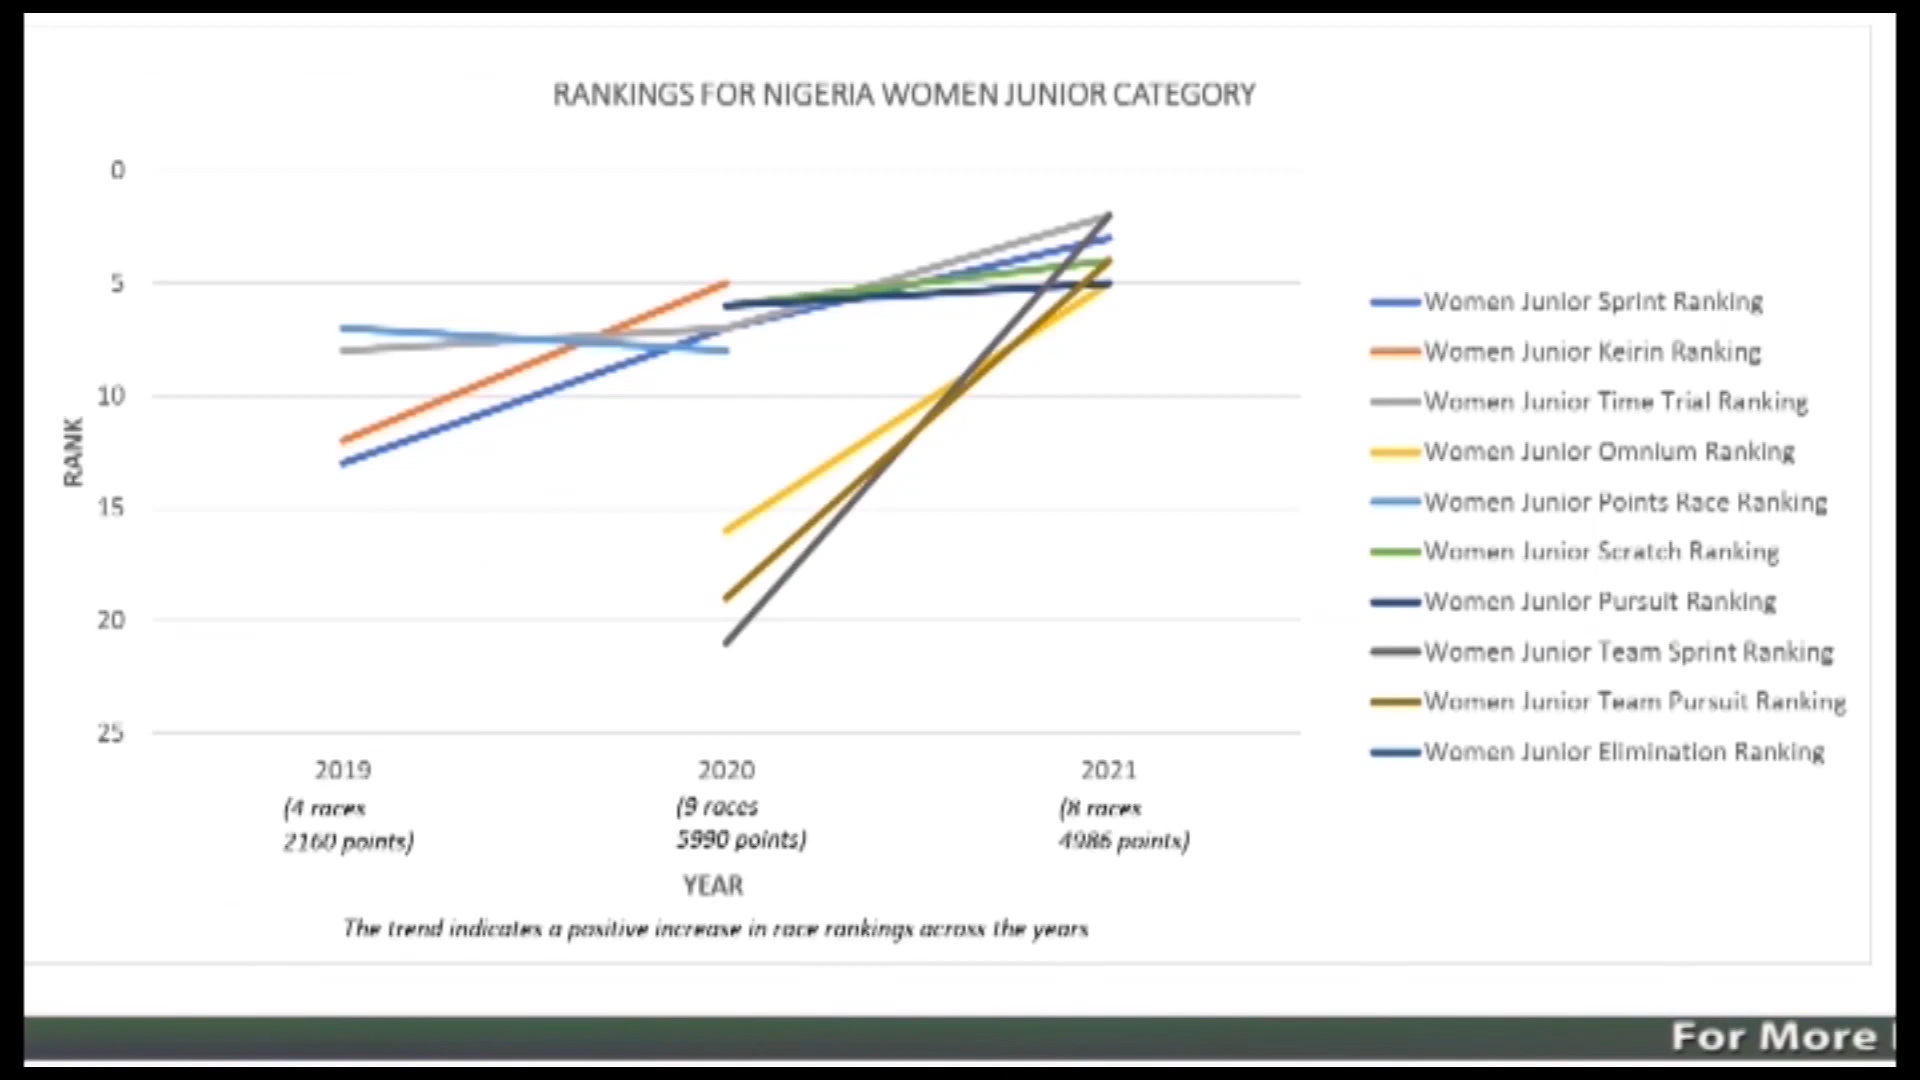 RANKINGS FOR NIGERIA WOMEN JUNIOR CATEGORY
0
5
10
15
20
25
RANK
2019
2020
2021
(4 races
2160 points)
(9 races
5990 points)
(8 races
4986 points)
YEAR
The trend indicates a positive increase in race rankings across the years
Women Junior Sprint Ranking
Women Junior Keirin Ranking
Women Junior Time Trial Ranking
Women Junior Omnium Ranking
Women Junior Points Race Ranking
Women Junior Scratch Ranking
Women Junior Pursuit Ranking
Women Junior Team Sprint Ranking
Women Junior Team Pursuit Ranking
Women Junior Elimination Ranking
For More